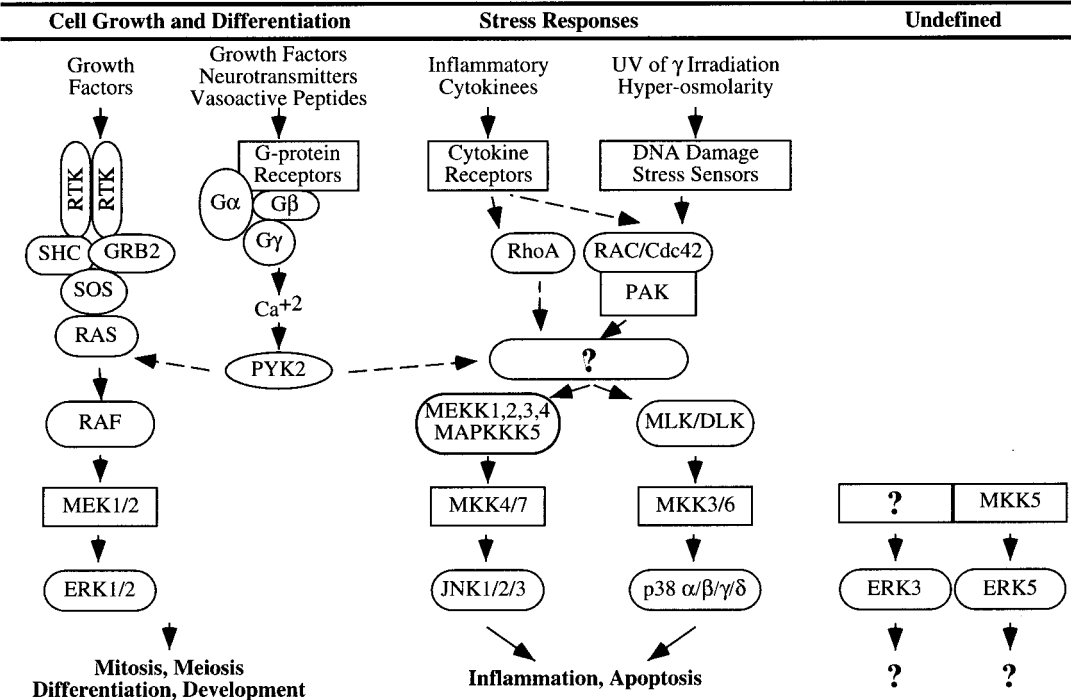 Cell Growth and Differentiation
Stress Responses
Undefined
Growth
Factors
Growth Factors
Neurotransmitters
Vasoactive Peptides
Inflammatory
Cytokinees
UV of γ Irradiation
Hyper-osmolarity
RTK
RTK
G-protein
Receptors
Cytokine
Receptors
DNA Damage
Stress Sensors
Gα
Gβ
Gγ
SHC
GRB2
SOS
RAS
RhoA
RAC/Cdc42
PAK
Ca+2
PYK2
?
RAF
MEKK1,2,3,4
MAPKKK5
MLK/DLK
MEK1/2
MKK4/7
MKK3/6
?
MKK5
ERK1/2
JNK1/2/3
p38 α/β/γ/δ
ERK3
ERK5
Mitosis, Meiosis
Differentiation, Development
Inflammation, Apoptosis
?
?